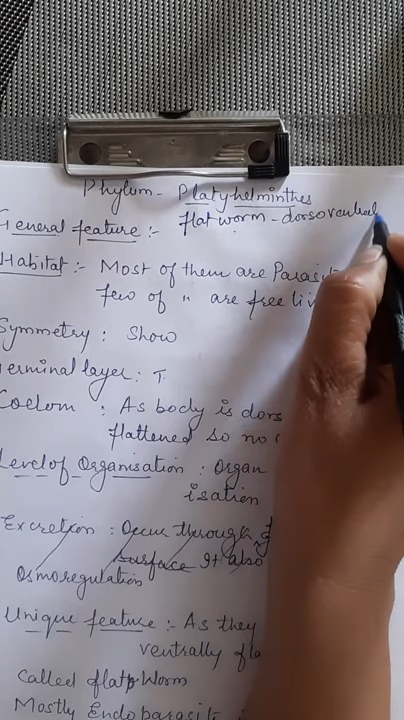 Phylum - Platyhelminthes
General feature :- flatworm - dorsoventral
Habitat :- Most of them are Parasi
few of " are free li
Symmetry : Show
Germinal layer : T.
Coelom : As body is dors
flattened so no
Level of Organisation : Organ
isation
Excretion : Occur through
surface It also
Osmoregulation
Unique feature :- As they
ventrally fla
Called flat Worm
Mostly Endoparasit